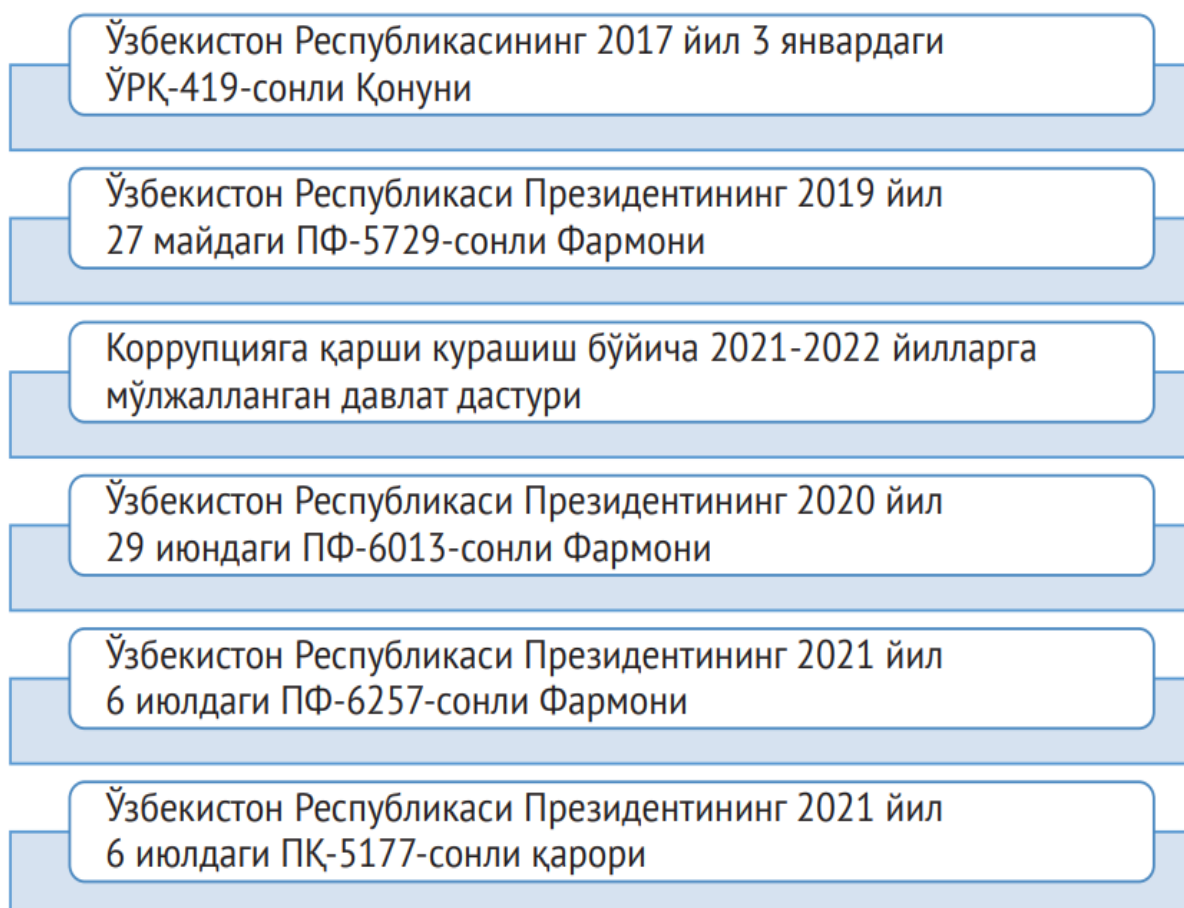 Ўзбекистон Республикасининг 2017 йил 3 январдаги
ЎРҚ-419-сонли Қонуни
Ўзбекистон Республикаси Президентининг 2019 йил
27 майдаги ПФ-5729-сонли Фармони
Коррупцияга қарши курашиш бўйича 2021-2022 йилларга
мўлжалланган давлат дастури
Ўзбекистон Республикаси Президентининг 2020 йил
29 июндаги ПФ-6013-сонли Фармони
Ўзбекистон Республикаси Президентининг 2021 йил
6 июлдаги ПФ-6257-сонли Фармони
Ўзбекистон Республикаси Президентининг 2021 йил
6 июлдаги ПҚ-5177-сонли қарори